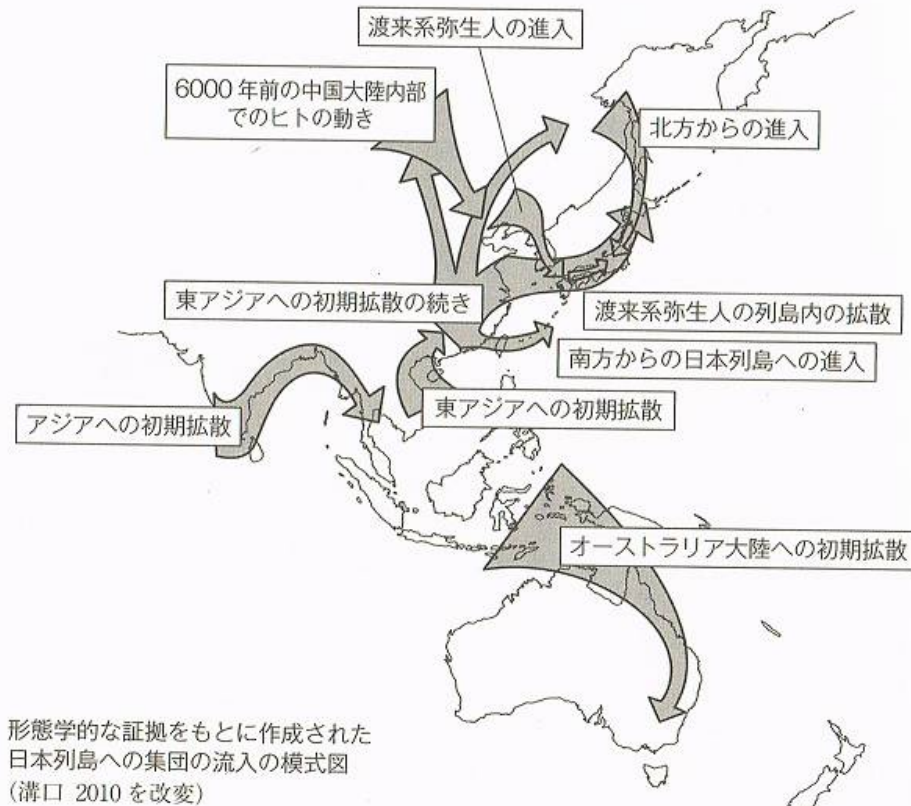 渡来系弥生人の進入
6000年前の中国大陸内部
でのヒトの動き
北方からの進入
東アジアへの初期拡散の続き
渡来系弥生人の列島内の拡散
南方からの日本列島への進入
アジアへの初期拡散
東アジアへの初期拡散
オーストラリア大陸への初期拡散
形態学的な証拠をもとに作成された
日本列島への集団の流入の模式図
(溝口 2010 を改変)